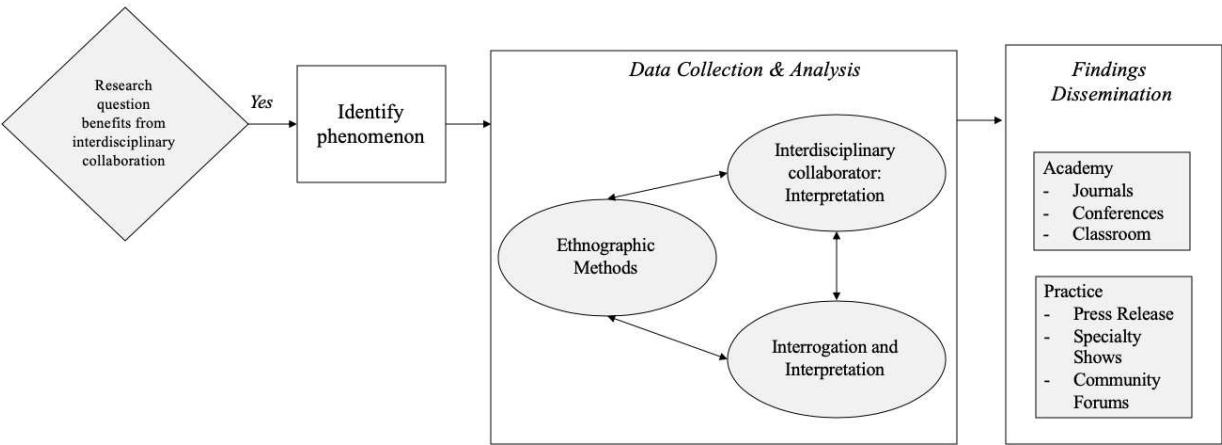 Research
question
benefits from
interdisciplinary
collaboration
Yes
Identify
phenomenon
Data Collection & Analysis
Interdisciplinary
collaborator:
Interpretation
Ethnographic
Methods
Interrogation and
Interpretation
Findings
Dissemination
Academy
- Journals
- Conferences
- Classroom
Practice
- Press Release
- Specialty
Shows
- Community
Forums